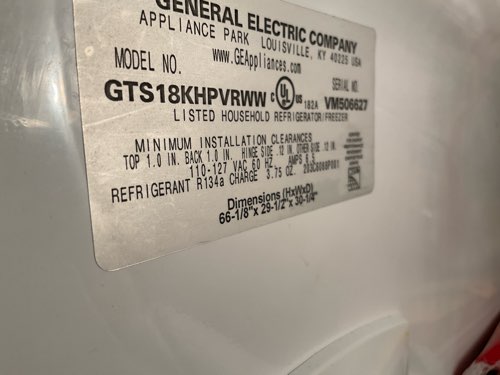 GENERAL ELECTRIC COMPANY
APPLIANCE PARK LOUISVILLE, KY 40225 USA
www.GEAppliances.com
MODEL NO. SERIAL NO.
GTS18KHPVRWW C UL US 182A VM506627
LISTED HOUSEHOLD REFRIGERATOR/FREEZER
MINIMUM INSTALLATION CLEARANCES
TOP 1.0 IN. BACK 1.0 IN. HINGE SIDE .12 IN. OTHER SIDE .12 IN.
110-127 VAC 60 HZ AMPS 6.5
REFRIGERANT R134a CHARGE 3.75 OZ.
Dimensions (HxWxD)
66-1/8"x 29-1/2"x 30-1/4"